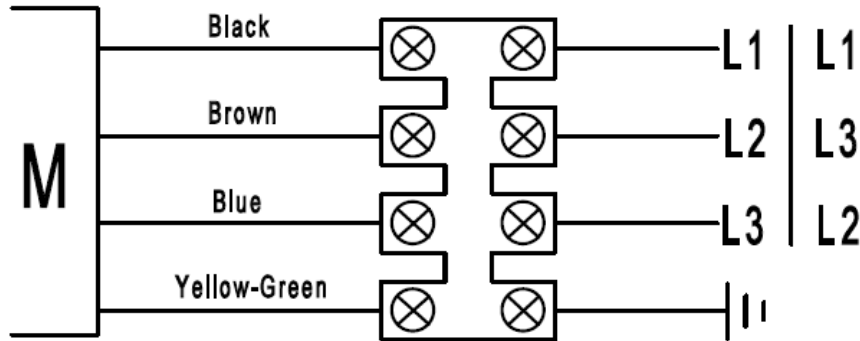 Black
L1 L1
Brown
M
L2 L3
Blue
L3 L2
Yellow-Green